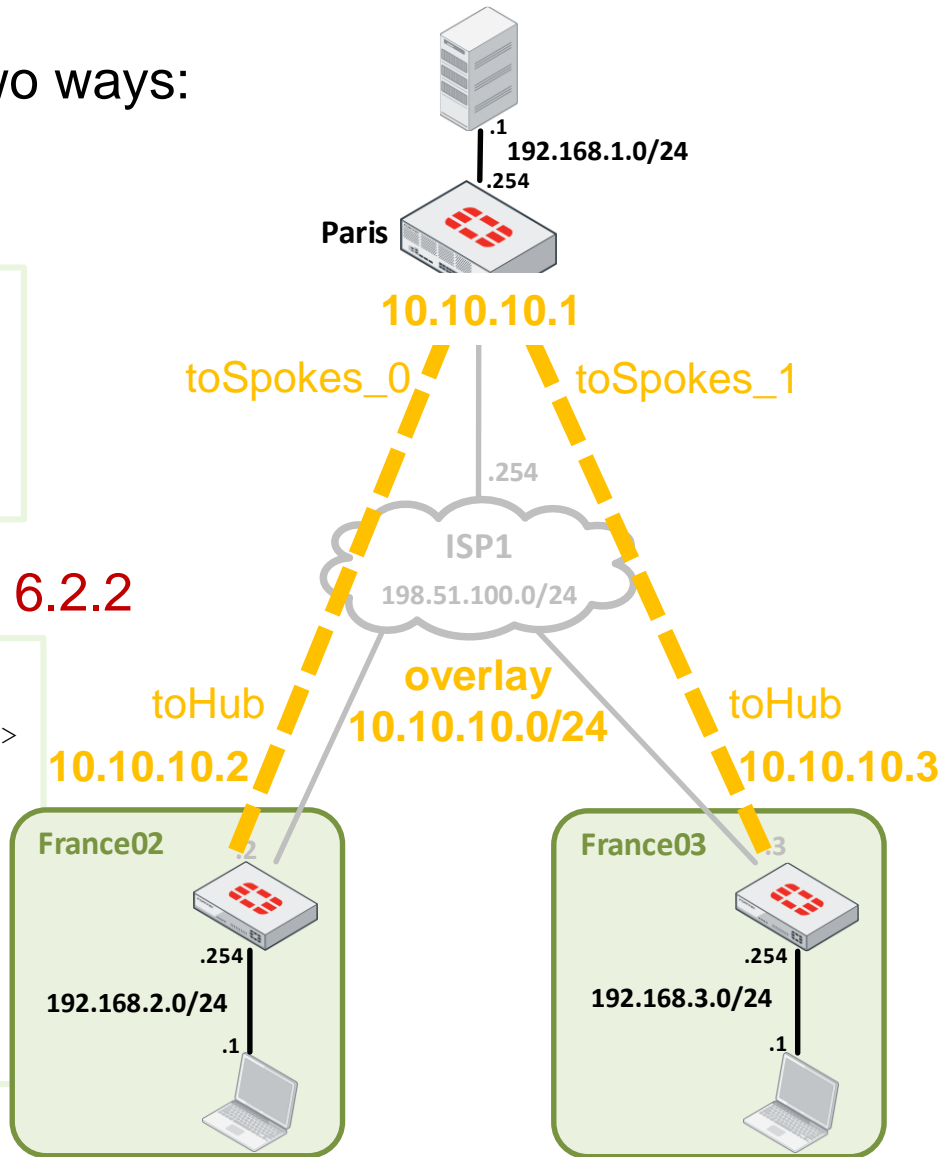 wo ways:
.1
192.168.1.0/24
.254
Paris
10.10.10.1
toSpokes_0
toSpokes_1
.254
ISP1
198.51.100.0/24
6.2.2
overlay
10.10.10.0/24
toHub
toHub
>
10.10.10.2
10.10.10.3
France02
.2
France03
.3
.254
.254
192.168.2.0/24
192.168.3.0/24
.1
.1